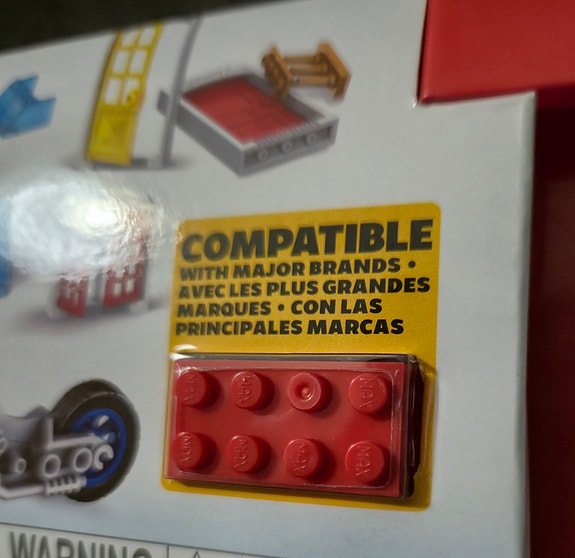 COMPATIBLE
WITH MAJOR BRANDS •
AVEC LES PLUS GRANDES
MARQUES • CON LAS
PRINCIPALES MARCAS
MAX MAX MAX
MAX MAX MAX MAX
WARNING